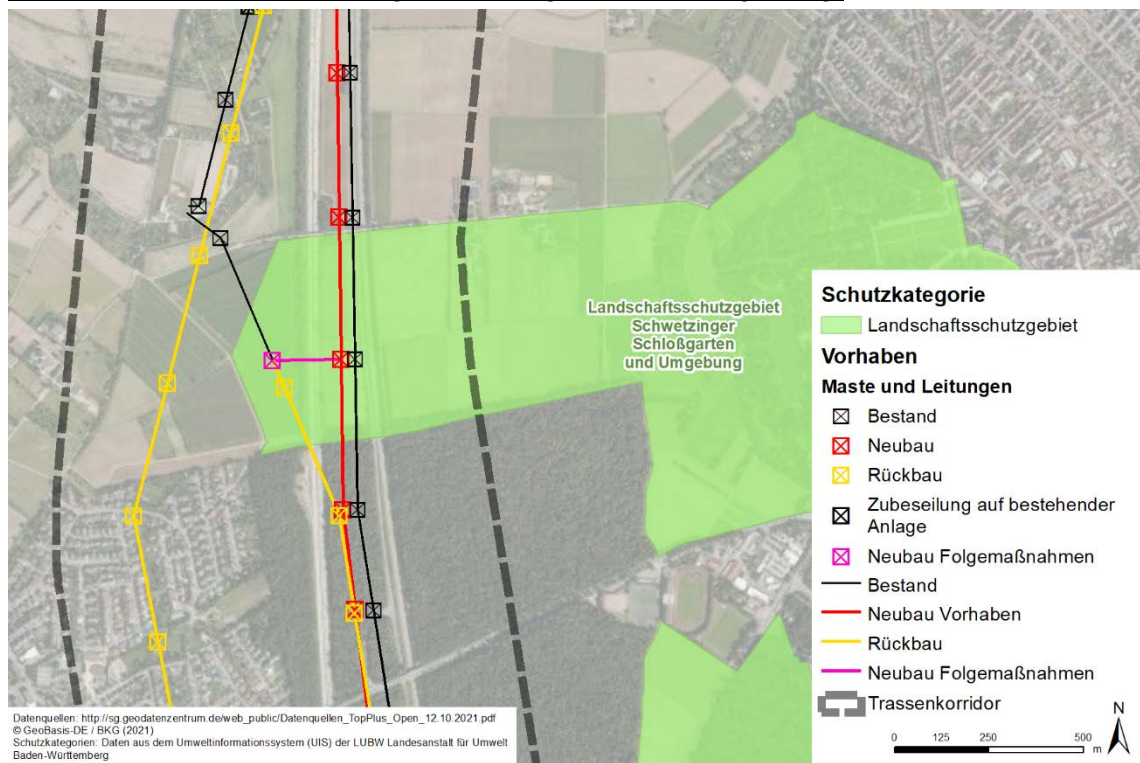 Landschaftsschutzgebiet
Schwetzinger
Schloßgarten
und Umgebung
Schutzkategorie
Landschaftsschutzgebiet
Vorhaben
Maste und Leitungen
Bestand
Neubau
Rückbau
Zubeseilung auf bestehender
Anlage
Neubau Folgemaßnahmen
Bestand
Neubau Vorhaben
Rückbau
Neubau Folgemaßnahmen
Trassenkorridor
N
0 125 250 500
m
Datenquellen: http://sg.geodatenzentrum.de/web_public/Datenquellen_TopPlus_Open_12.10.2021.pdf
© GeoBasis-DE / BKG (2021)
Schutzkategorien: Daten aus dem Umweltinformationssystem (UIS) der LUBW Landesanstalt für Umwelt
Baden-Württemberg